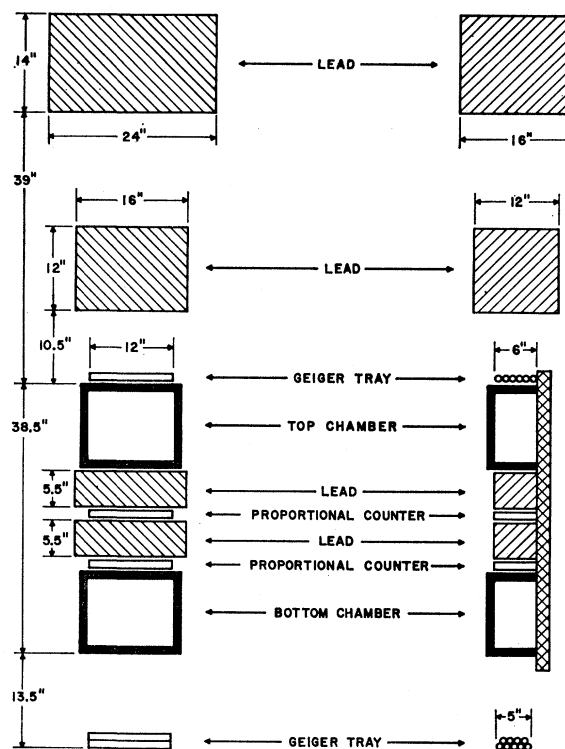 14"
LEAD
24"
16"
39"
16"
12"
12"
LEAD
10.5"
12"
6"
GEIGER TRAY
38.5"
TOP CHAMBER
5.5"
LEAD
PROPORTIONAL COUNTER
5.5"
LEAD
PROPORTIONAL COUNTER
BOTTOM CHAMBER
13.5"
5"
GEIGER TRAY